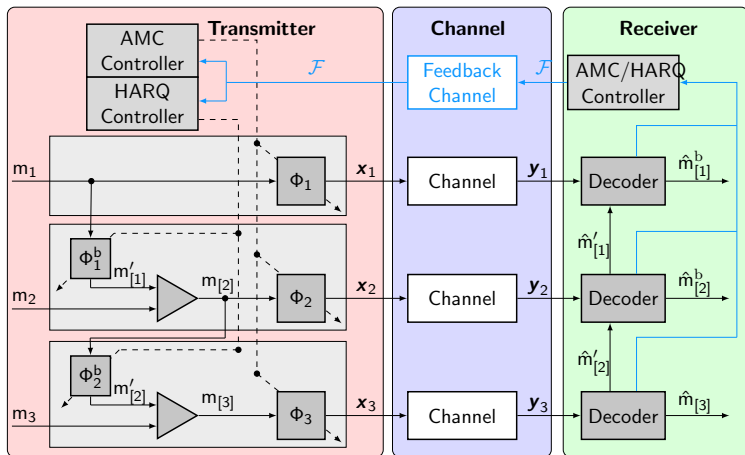 Transmitter
Channel
Receiver
AMC
Controller
HARQ
Controller
ℱ
Feedback
Channel
ℱ
AMC/HARQ
Controller
m₁
Φ₁
x₁
Channel
y₁
Decoder
m̂ᵇ[1]
Φ₁ᵇ
m′[1]
m[2]
m₂
Φ₂
x₂
Channel
y₂
m̂′[1]
Decoder
m̂ᵇ[2]
Φ₂ᵇ
m′[2]
m[3]
m₃
Φ₃
x₃
Channel
y₃
m̂′[2]
Decoder
m̂[3]